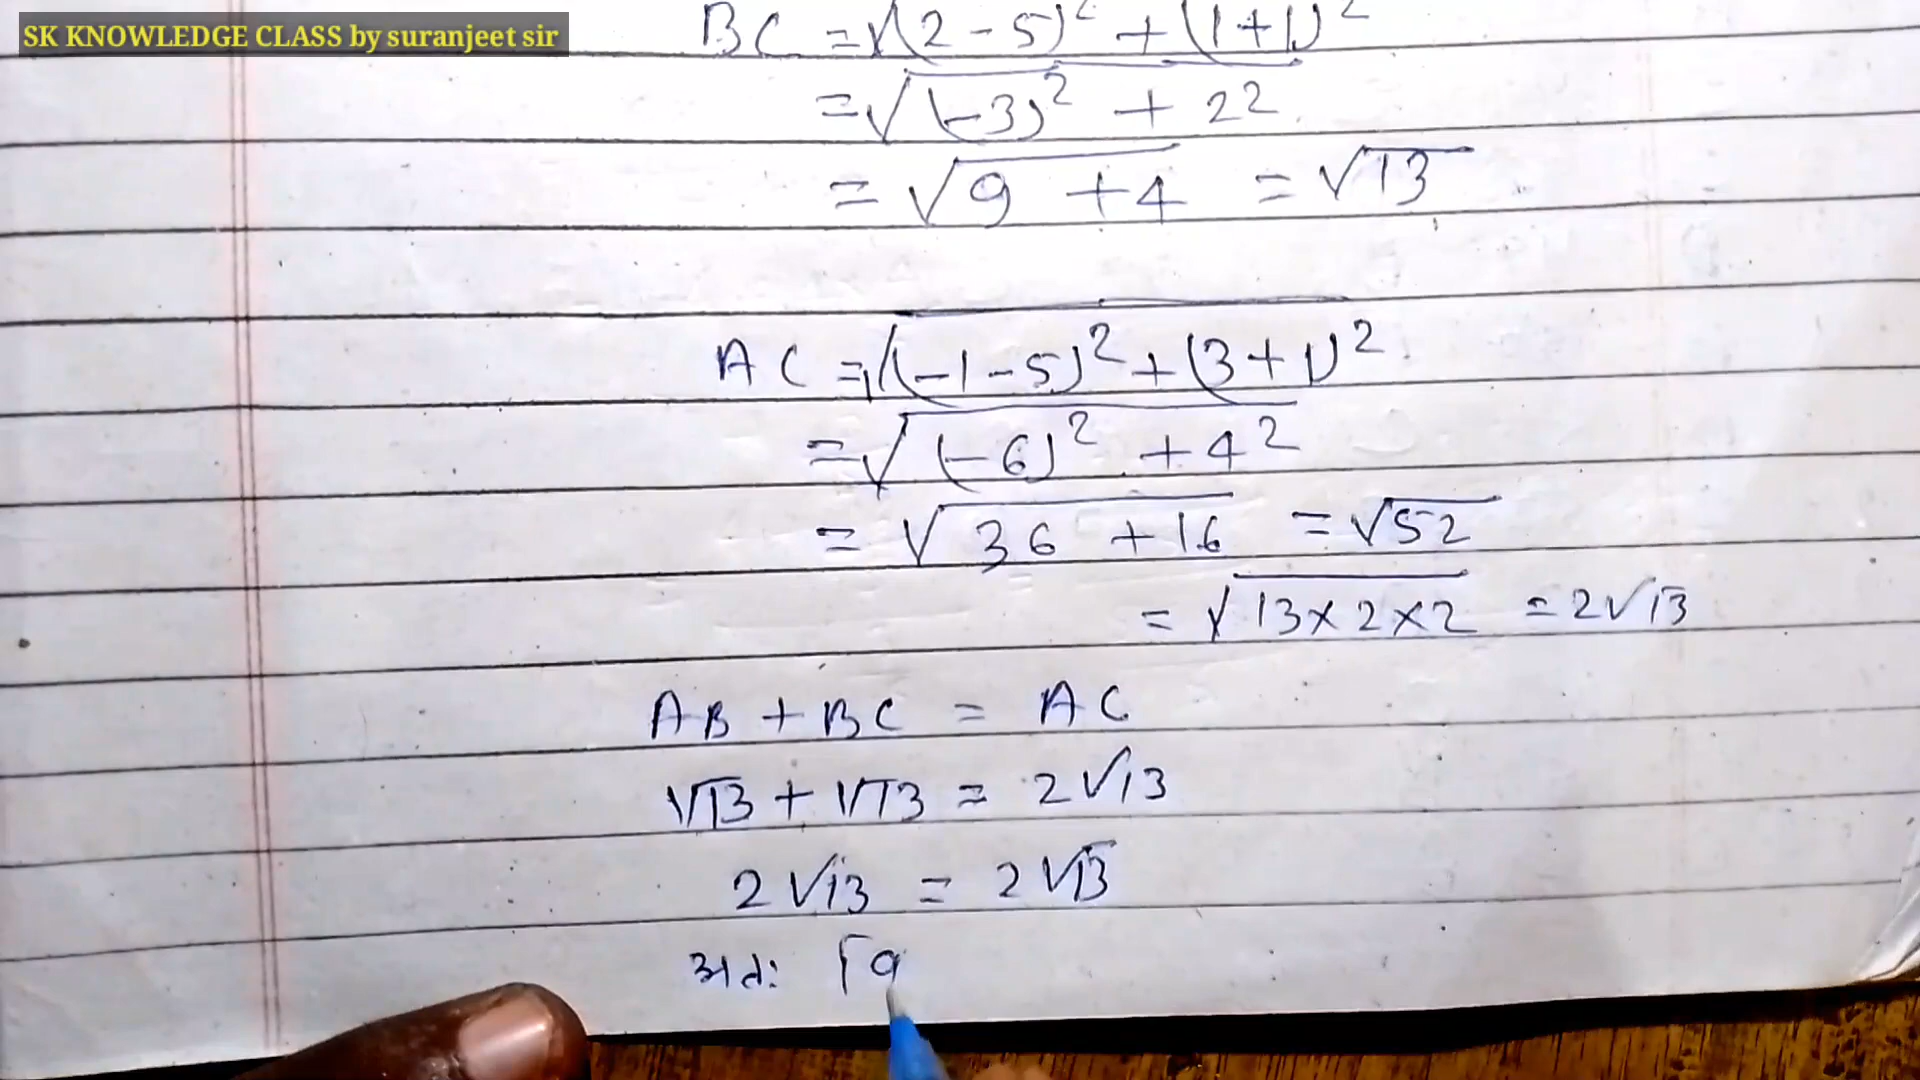 SK KNOWLEDGE CLASS by suranjeet sir
BC = √(2-5)² + (1+1)²
= √(-3)² + 2²
= √9 + 4 = √13
AC = √(-1-5)² + (3+1)²
= √(-6)² + 4²
= √36 + 16 = √52
= √13×2×2 = 2√13
AB + BC = AC
√13 + √13 = 2√13
2√13 = 2√13
अतः